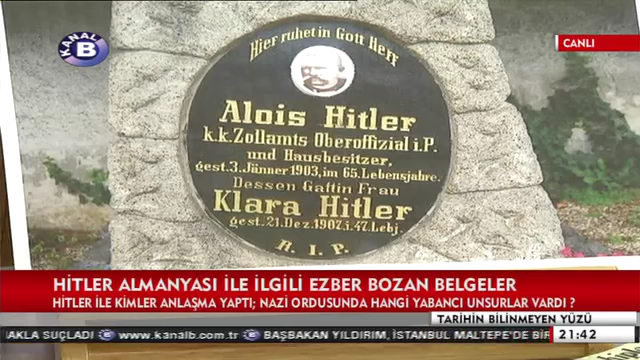 KANAL
B
CANLI
Hier ruhet in Gott Herr
Alois Hitler
k.k.Zollamts Oberoffizial i.P.
und Hausbesitzer,
gest.3.Jänner 1903, im 65.Lebensjahre.
Dessen Gattin Frau
Klara Hitler
gest.21.Dez.1907.i.47.Lebj.
R.I.P.
HİTLER ALMANYASI İLE İLGİLİ EZBER BOZAN BELGELER
HİTLER İLE KİMLER ANLAŞMA YAPTI; NAZİ ORDUSUNDA HANGİ YABANCI UNSURLAR VARDI ?
TARİHİN BİLİNMEYEN YÜZÜ
AKLA SUÇLADI B www.kanalb.com.tr B BAŞBAKAN YILDIRIM, İSTANBUL MALTEPE'DE BİR
21:42